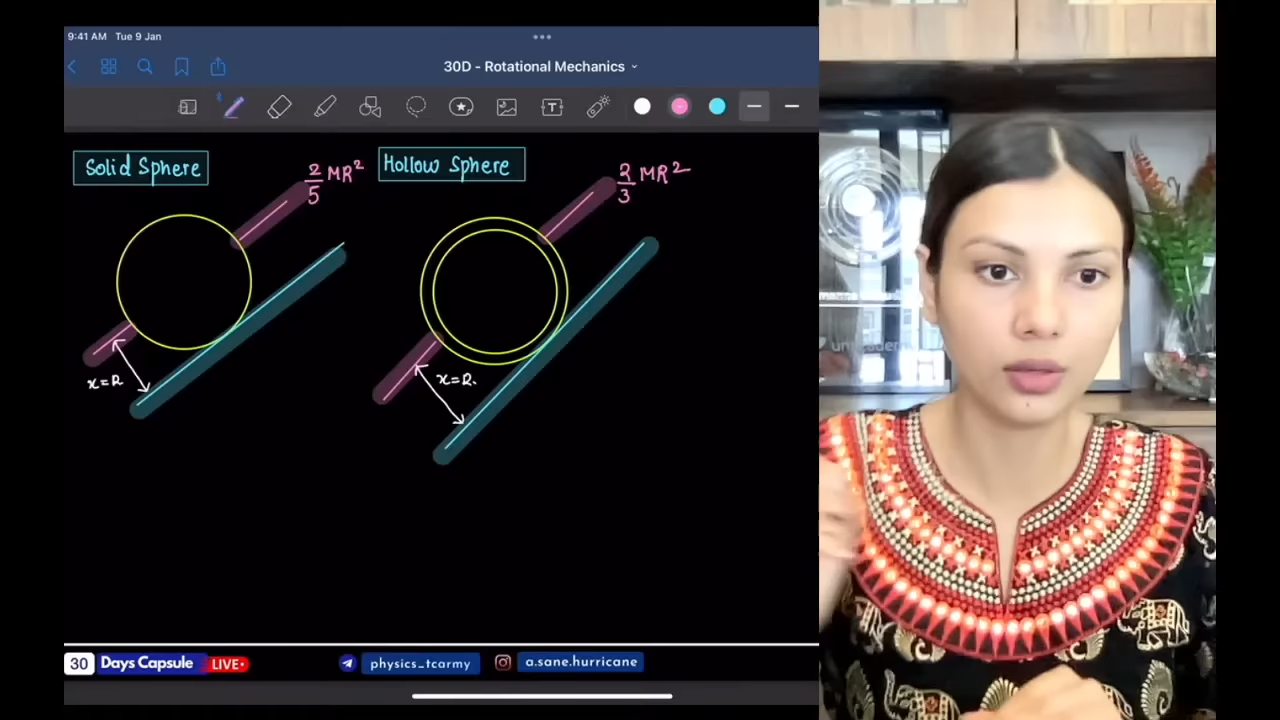 9:41 AM Tue 9 Jan
30D - Rotational Mechanics
Solid Sphere
2/5 MR²
Hollow Sphere
2/3 MR²
x=R
x=R.
30 Days Capsule LIVE
physics_tcarmy
a.sane.hurricane